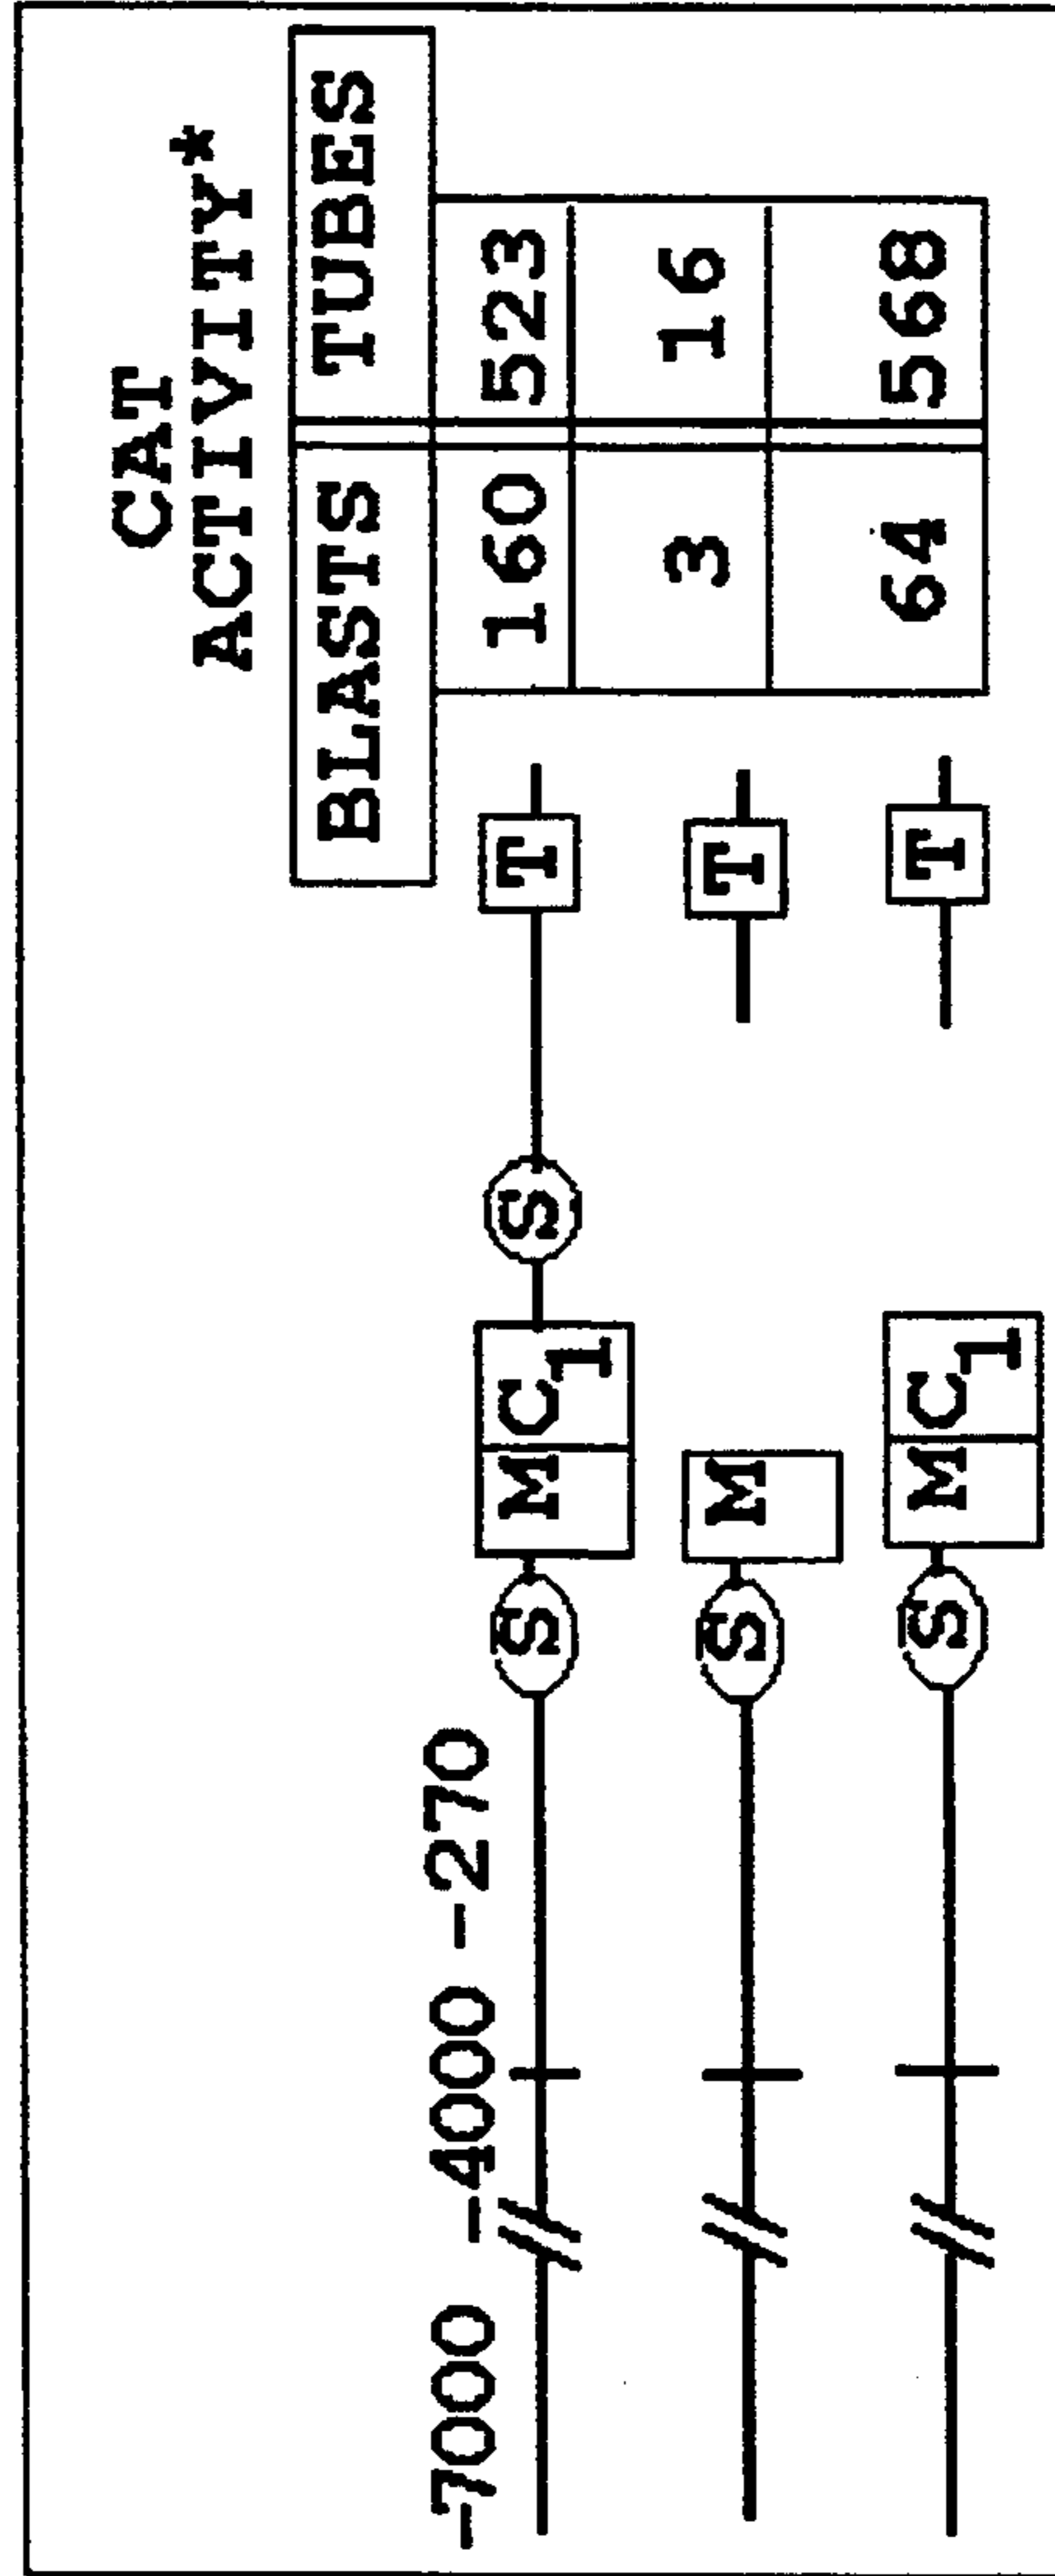 CAT
ACTIVITY*
BLASTS TUBES
-7000 -4000 -270
S M C1 S T 160 523
S M T 3 16
S M C1 T 64 568